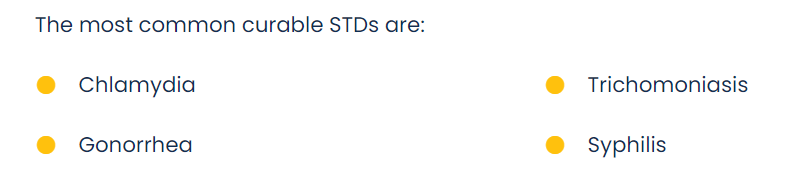 The most common curable STDs are:
Chlamydia
Trichomoniasis
Gonorrhea
Syphilis